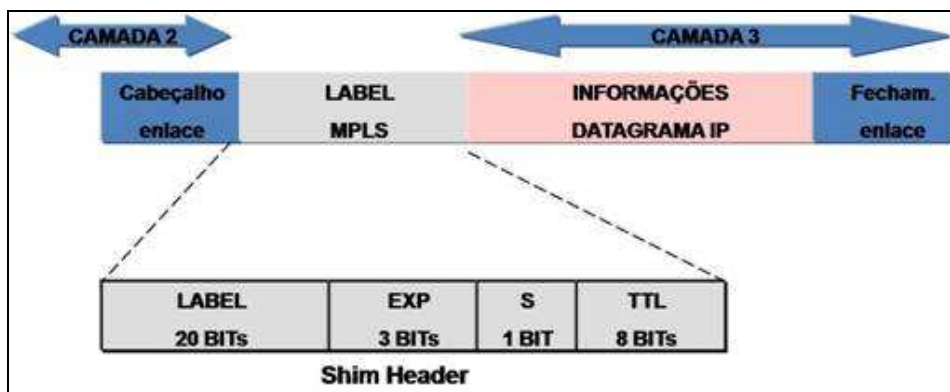 CAMADA 2 CAMADA 3
Cabeçalho LABEL INFORMAÇÕES Fecham.
enlace MPLS DATAGRAMA IP enlace
LABEL EXP S TTL
20 BITs 3 BITs 1 BIT 8 BITs
Shim Header